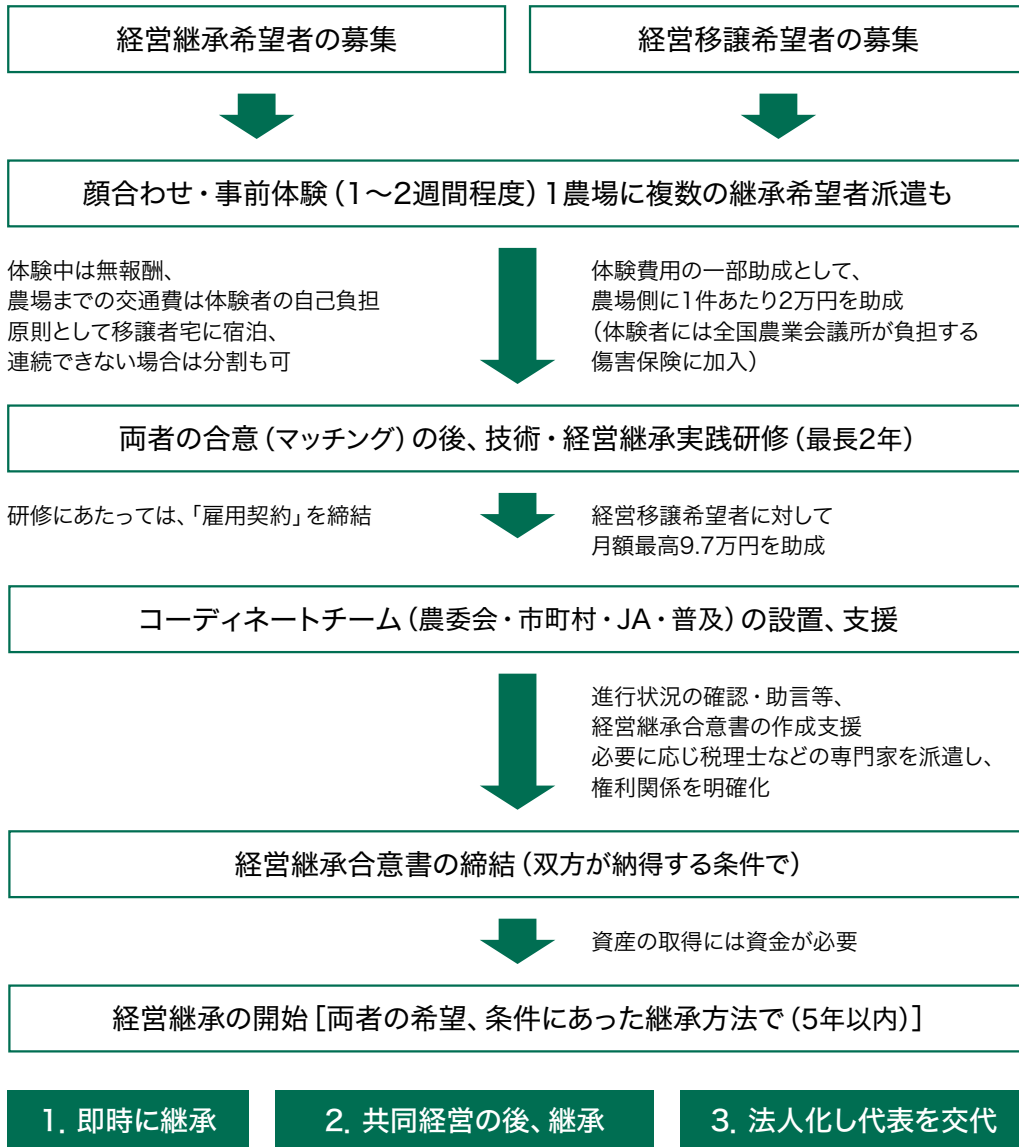 経営継承希望者の募集
経営移譲希望者の募集
顔合わせ・事前体験（1～2週間程度）1農場に複数の継承希望者派遣も
体験中は無報酬、
農場までの交通費は体験者の自己負担
原則として移譲者宅に宿泊、
連続できない場合は分割も可
体験費用の一部助成として、
農場側に1件あたり2万円を助成
（体験者には全国農業会議所が負担する
傷害保険に加入）
両者の合意（マッチング）の後、技術・経営継承実践研修（最長2年）
研修にあたっては、「雇用契約」を締結
経営移譲希望者に対して
月額最高9.7万円を助成
コーディネートチーム（農委会・市町村・JA・普及）の設置、支援
進行状況の確認・助言等、
経営継承合意書の作成支援
必要に応じ税理士などの専門家を派遣し、
権利関係を明確化
経営継承合意書の締結（双方が納得する条件で）
資産の取得には資金が必要
経営継承の開始［両者の希望、条件にあった継承方法で（5年以内）］
1. 即時に継承
2. 共同経営の後、継承
3. 法人化し代表を交代